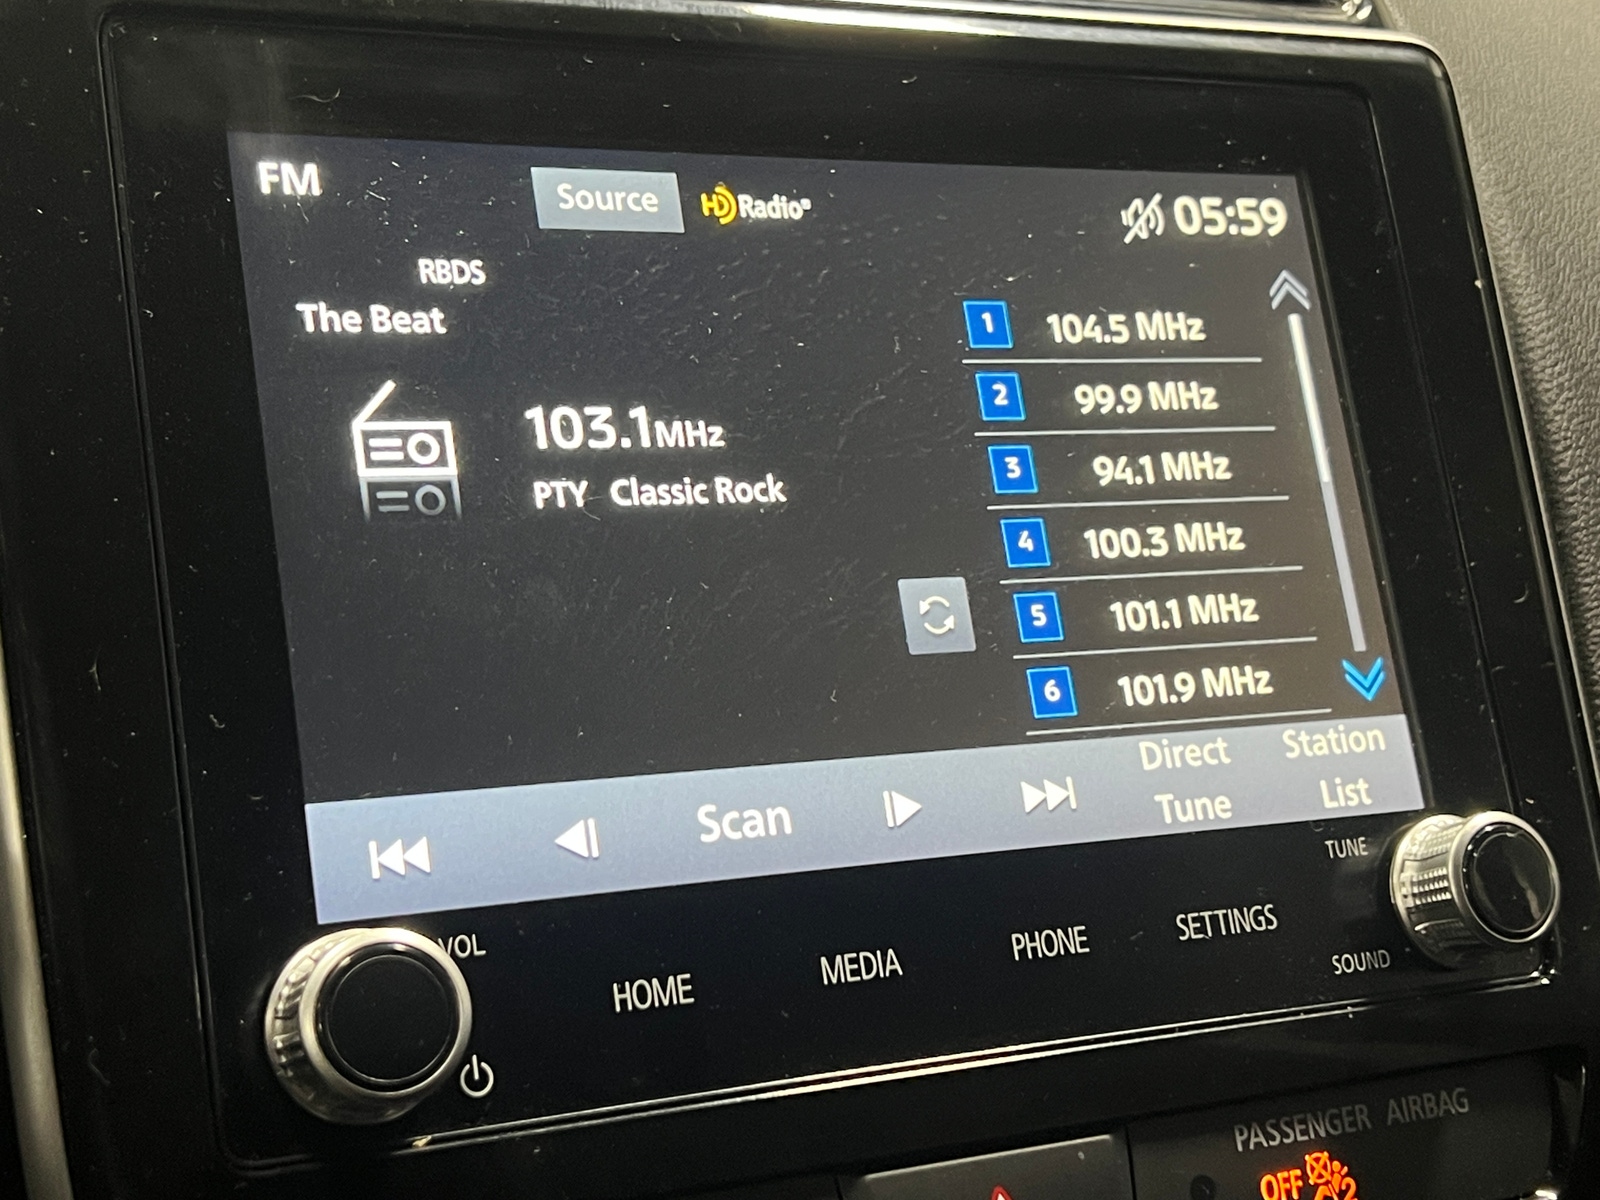 FM
Source
HD Radio®
05:59
RBDS
The Beat
103.1MHz
PTY Classic Rock
1 104.5 MHz
2 99.9 MHz
3 94.1 MHz
4 100.3 MHz
5 101.1 MHz
6 101.9 MHz
Scan
Direct
Tune
Station
List
TUNE
VOL
HOME
MEDIA
PHONE
SETTINGS
SOUND
PASSENGER AIRBAG
OFF
2